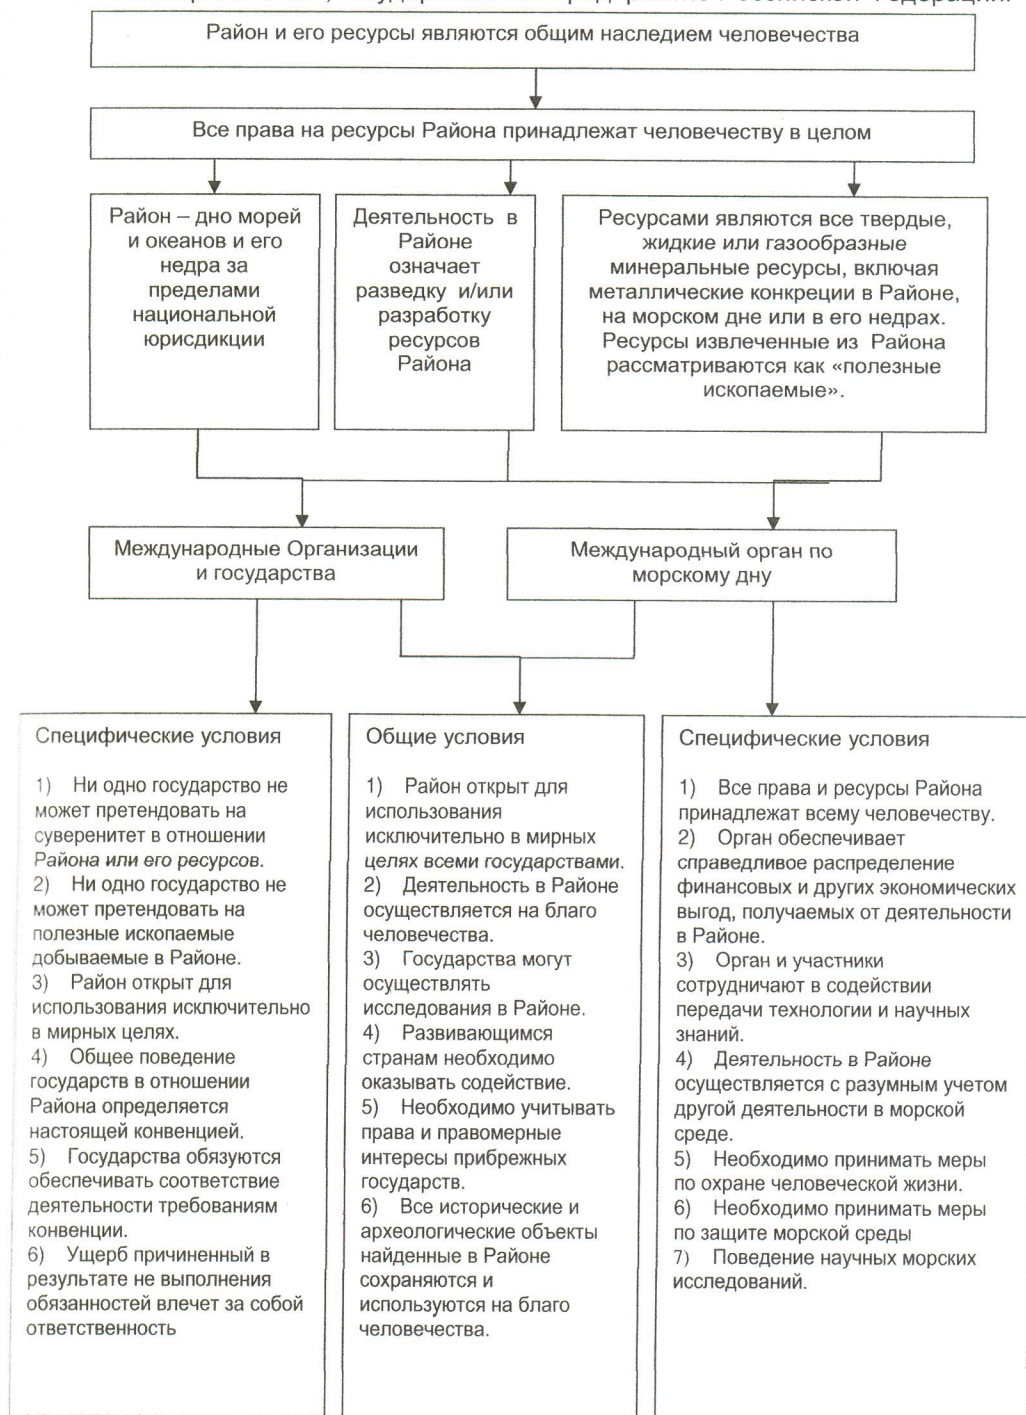 Район и его ресурсы являются общим наследием человечества
Все права на ресурсы Района принадлежат человечеству в целом
Район – дно морей
и океанов и его
недра за
пределами
национальной
юрисдикции
Деятельность в
Районе
означает
разведку и/или
разработку
ресурсов
Района
Ресурсами являются все твердые,
жидкие или газообразные
минеральные ресурсы, включая
металлические конкреции в Районе,
на морском дне или в его недрах.
Ресурсы извлеченные из Района
рассматриваются как «полезные
ископаемые».
Международные Организации
и государства
Международный орган по
морскому дну
Специфические условия
1) Ни одно государство не
может претендовать на
суверенитет в отношении
Района или его ресурсов.
2) Ни одно государство не
может претендовать на
полезные ископаемые
добываемые в Районе.
3) Район открыт для
использования исключительно
в мирных целях.
4) Общее поведение
государств в отношении
Района определяется
настоящей конвенцией.
5) Государства обязуются
обеспечивать соответствие
деятельности требованиям
конвенции.
6) Ущерб причиненный в
результате не выполнения
обязанностей влечет за собой
ответственность
Общие условия
1) Район открыт для
использования
исключительно в мирных
целях всеми государствами.
2) Деятельность в Районе
осуществляется на благо
человечества.
3) Государства могут
осуществлять
исследования в Районе.
4) Развивающимся
странам необходимо
оказывать содействие.
5) Необходимо учитывать
права и правомерные
интересы прибрежных
государств.
6) Все исторические и
археологические объекты
найденные в Районе
сохраняются и
используются на благо
человечества.
Специфические условия
1) Все права и ресурсы Района
принадлежат всему человечеству.
2) Орган обеспечивает
справедливое распределение
финансовых и других экономических
выгод, получаемых от деятельности
в Районе.
3) Орган и участники
сотрудничают в содействии
передачи технологии и научных
знаний.
4) Деятельность в Районе
осуществляется с разумным учетом
другой деятельности в морской
среде.
5) Необходимо принимать меры
по охране человеческой жизни.
6) Необходимо принимать меры
по защите морской среды
7) Поведение научных морских
исследований.